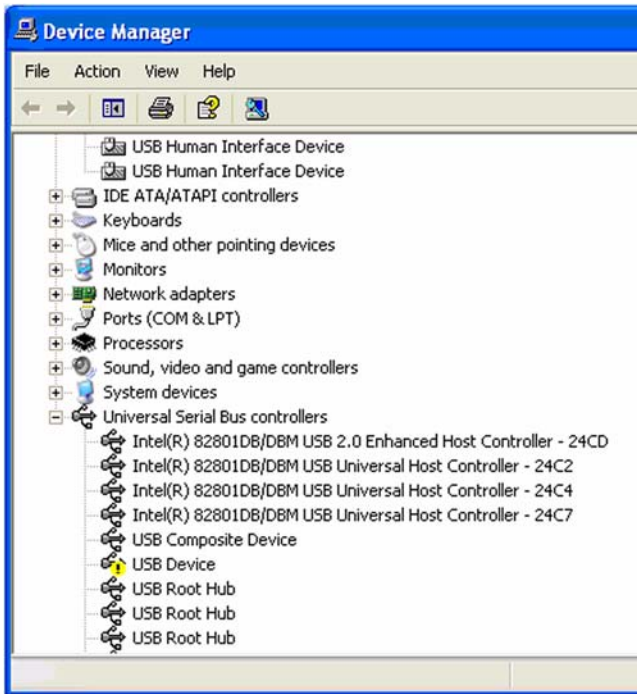 Device Manager
File Action View Help
USB Human Interface Device
USB Human Interface Device
IDE ATA/ATAPI controllers
Keyboards
Mice and other pointing devices
Monitors
Network adapters
Ports (COM & LPT)
Processors
Sound, video and game controllers
System devices
Universal Serial Bus controllers
Intel(R) 82801DB/DBM USB 2.0 Enhanced Host Controller - 24CD
Intel(R) 82801DB/DBM USB Universal Host Controller - 24C2
Intel(R) 82801DB/DBM USB Universal Host Controller - 24C4
Intel(R) 82801DB/DBM USB Universal Host Controller - 24C7
USB Composite Device
USB Device
USB Root Hub
USB Root Hub
USB Root Hub